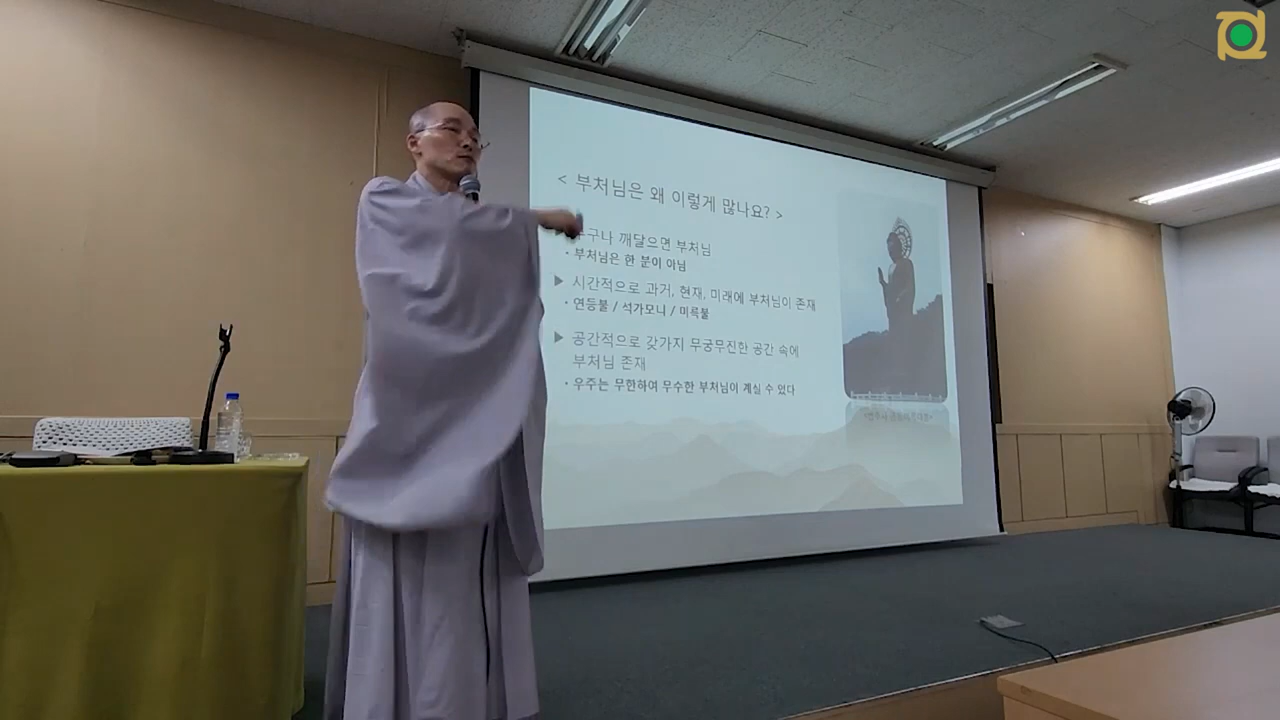 < 부처님은 왜 이렇게 많나요? >
구나 깨달으면 부처님
· 부처님은 한 분이 아님
▶ 시간적으로 과거, 현재, 미래에 부처님이 존재
· 연등불 / 석가모니 / 미륵불
▶ 공간적으로 갖가지 무궁무진한 공간 속에
부처님 존재
· 우주는 무한하여 무수한 부처님이 계실 수 있다